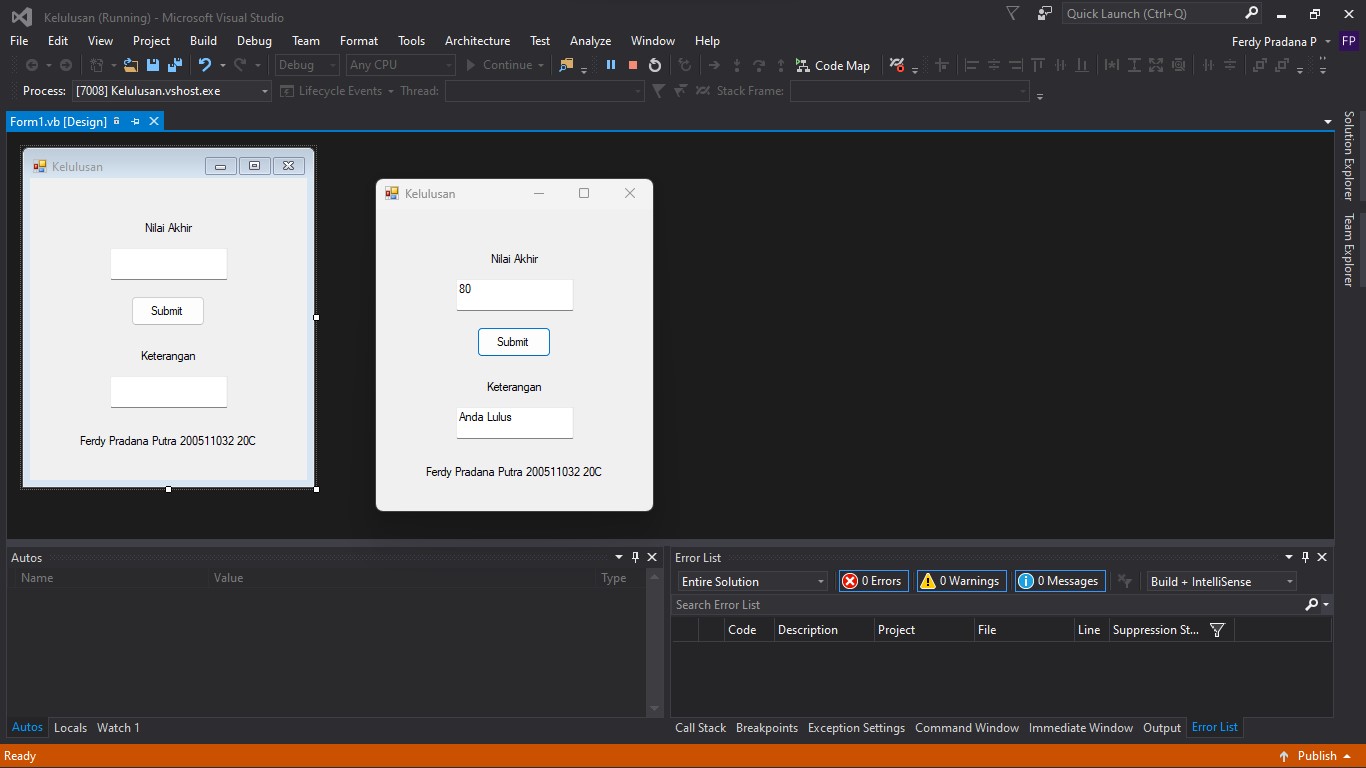 Kelulusan (Running) - Microsoft Visual Studio
Quick Launch (Ctrl+Q)
File Edit View Project Build Debug Team Format Tools Architecture Test Analyze Window Help
Ferdy Pradana P FP
Debug Any CPU Continue Code Map
Process: [7008] Kelulusan.vshost.exe Lifecycle Events Thread: Stack Frame:
Form1.vb [Design]
Solution Explorer
Team Explorer
Kelulusan
Nilai Akhir
Submit
Keterangan
Ferdy Pradana Putra 200511032 20C
Kelulusan
Nilai Akhir
80
Submit
Keterangan
Anda Lulus
Ferdy Pradana Putra 200511032 20C
Autos
Name Value Type
Autos Locals Watch 1
Error List
Entire Solution 0 Errors 0 Warnings 0 Messages Build + IntelliSense
Search Error List
Code Description Project File Line Suppression St...
Call Stack Breakpoints Exception Settings Command Window Immediate Window Output Error List
Ready
Publish